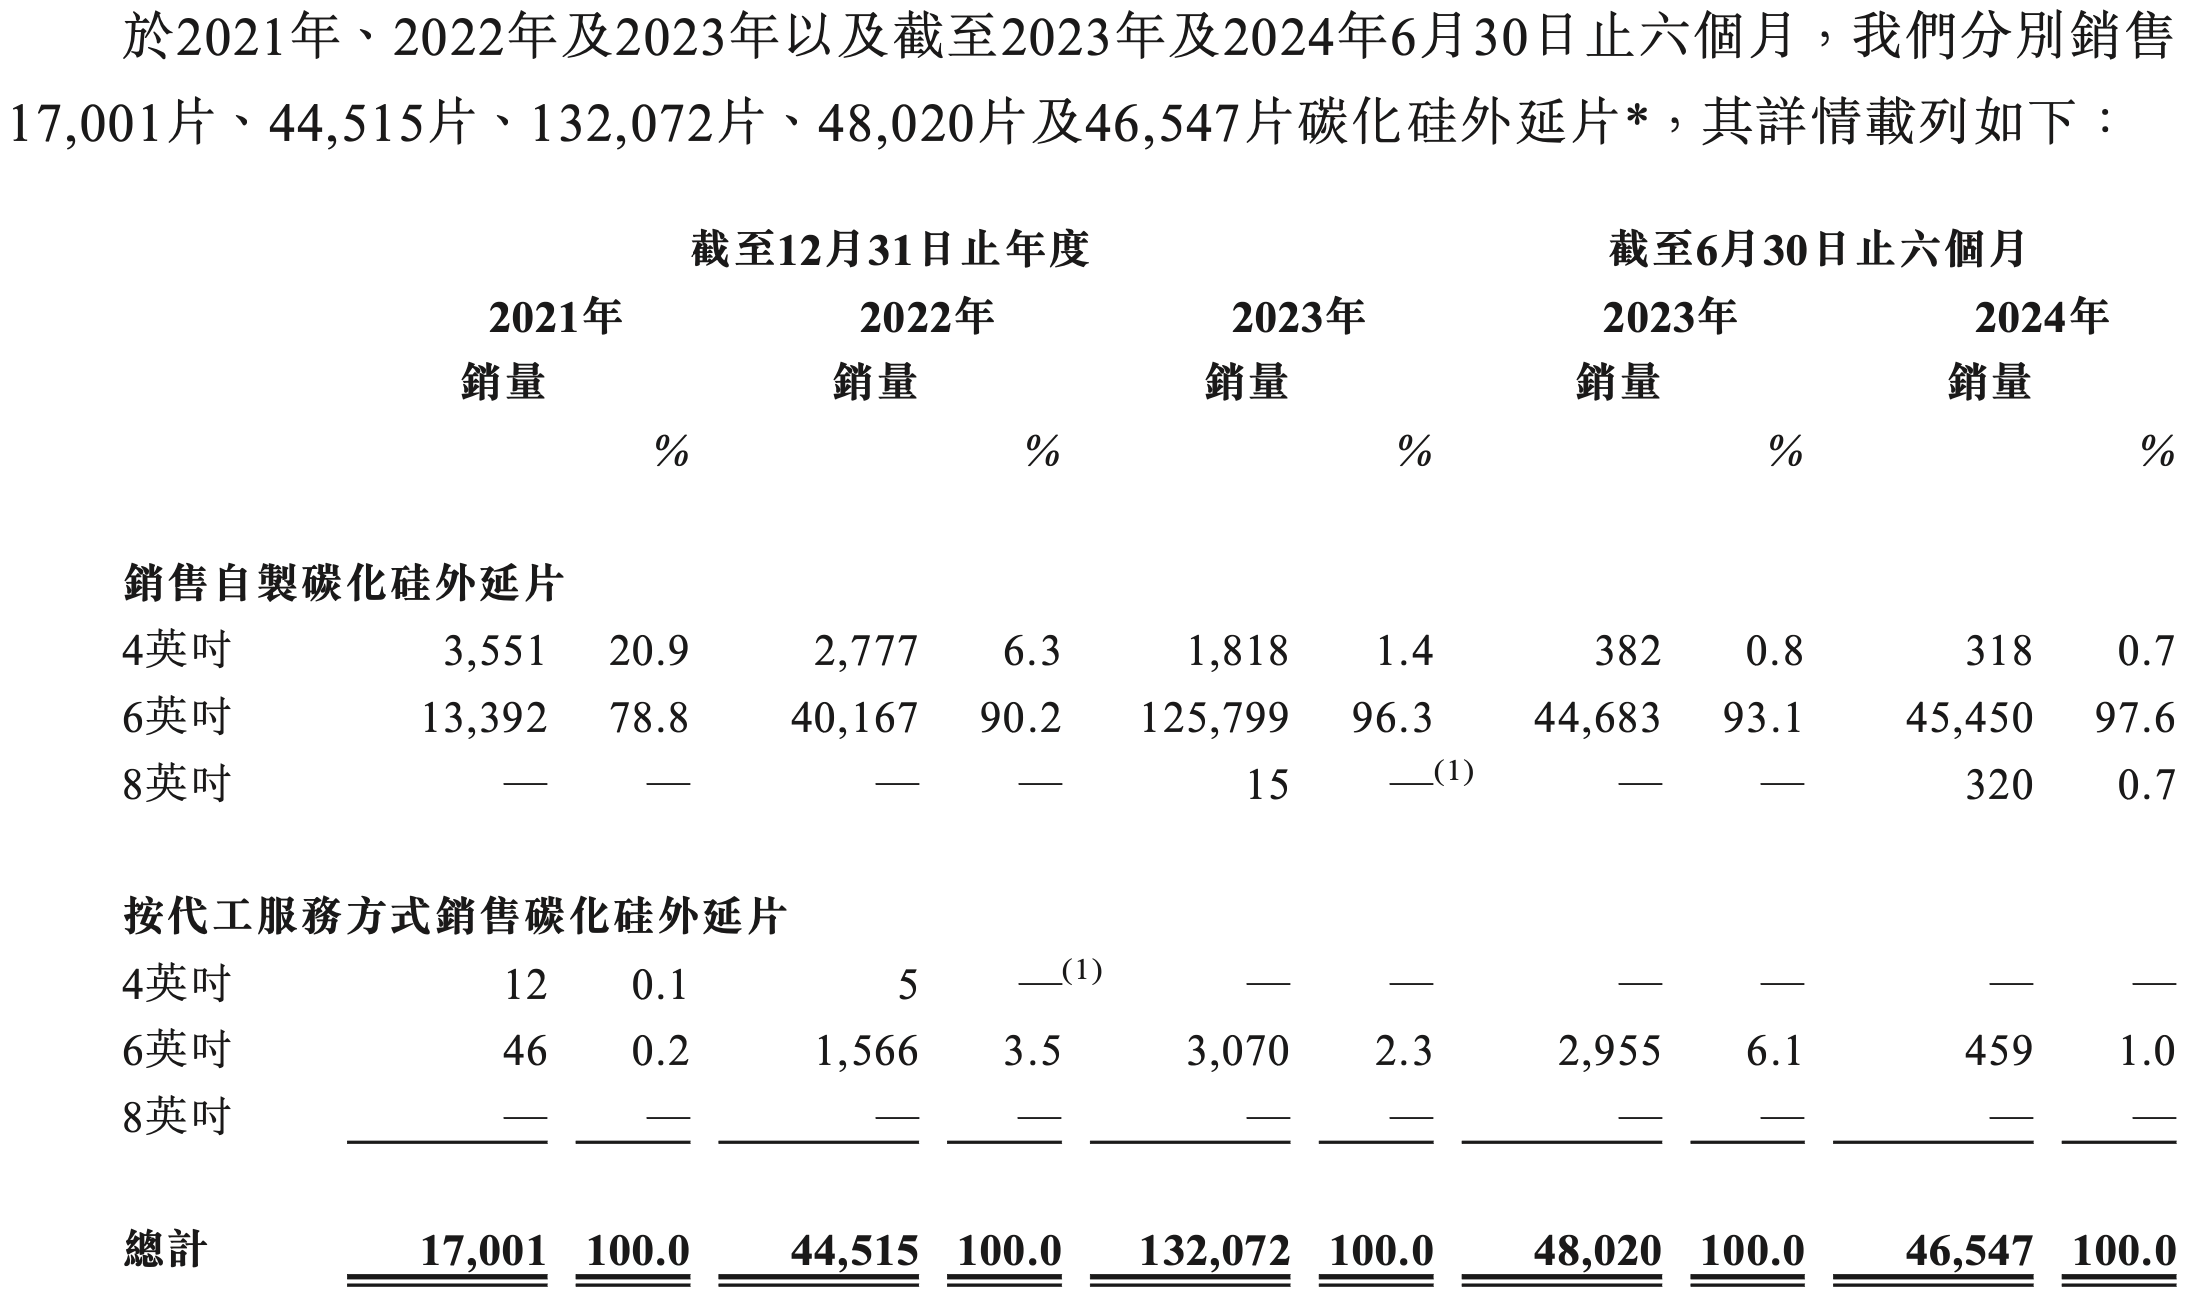 於2021年、2022年及2023年以及截至2023年及2024年6月30日止六個月，我們分別銷售
17,001片、44,515片、132,072片、48,020片及46,547片碳化硅外延片*，其詳情載列如下：
截至12月31日止年度 截至6月30日止六個月
2021年 2022年 2023年 2023年 2024年
銷量 銷量 銷量 銷量 銷量
% % % % %
銷售自製碳化硅外延片
4英吋 3,551 20.9 2,777 6.3 1,818 1.4 382 0.8 318 0.7
6英吋 13,392 78.8 40,167 90.2 125,799 96.3 44,683 93.1 45,450 97.6
8英吋 — — — — 15 —(1) — — 320 0.7
按代工服務方式銷售碳化硅外延片
4英吋 12 0.1 5 —(1) — — — — — —
6英吋 46 0.2 1,566 3.5 3,070 2.3 2,955 6.1 459 1.0
8英吋 — — — — — — — — — —
總計 17,001 100.0 44,515 100.0 132,072 100.0 48,020 100.0 46,547 100.0